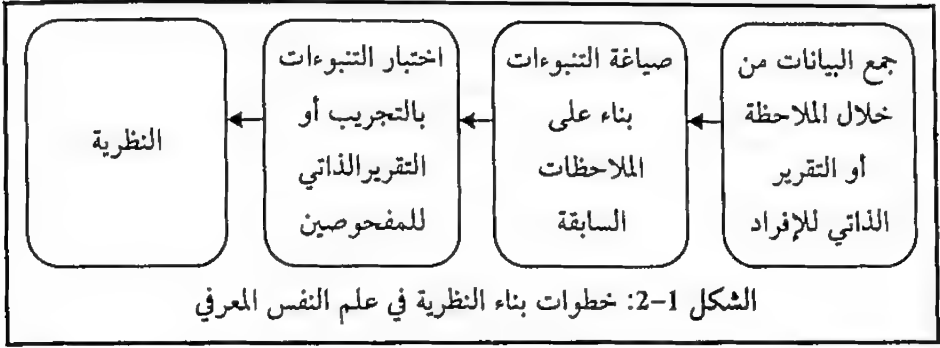 جمع البيانات من
خلال الملاحظة
أو التقرير
الذاتي للإفراد
صياغة التنبوءات
بناء على
الملاحظات
السابقة
اختبار التنبوءات
بالتجريب أو
التقريرالذاتي
للمفحوصين
النظرية
الشكل 1-2: خطوات بناء النظرية في علم النفس المعرفي